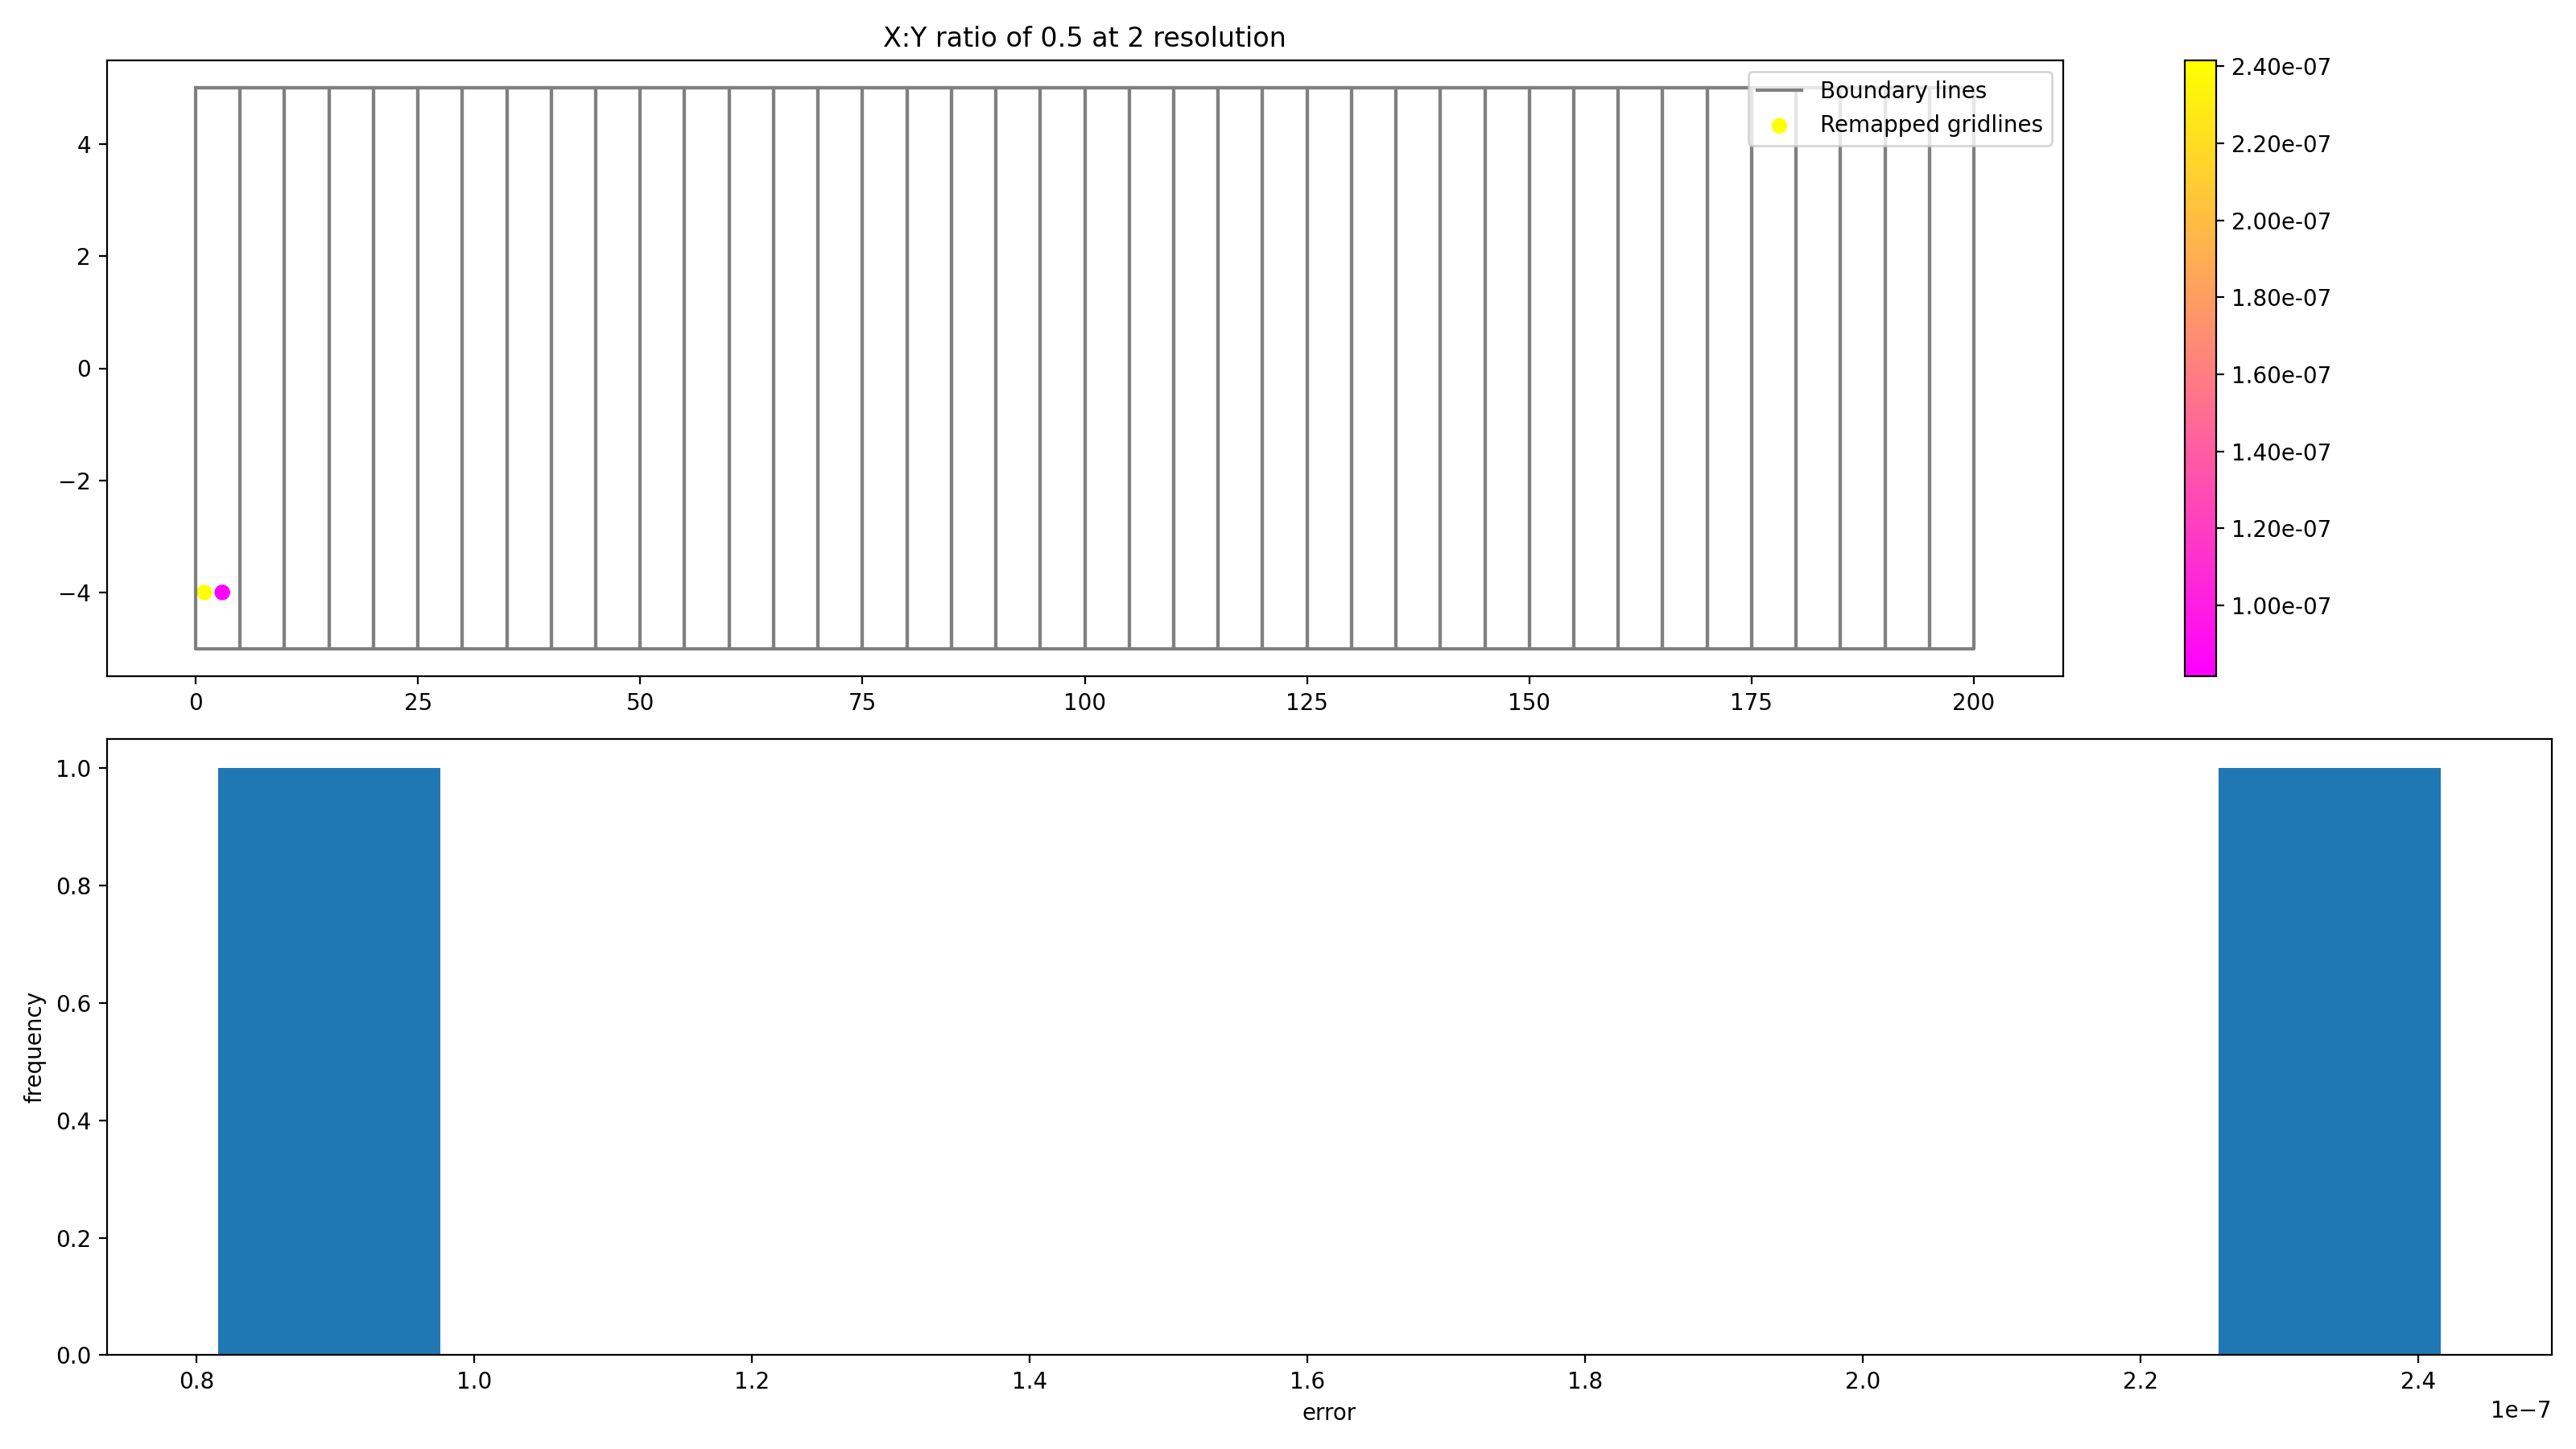 X:Y ratio of 0.5 at 2 resolution
Boundary lines
Remapped gridlines
4
2
0
−2
−4
0 25 50 75 100 125 150 175 200
2.40e-07
2.20e-07
2.00e-07
1.80e-07
1.60e-07
1.40e-07
1.20e-07
1.00e-07
frequency
1.0
0.8
0.6
0.4
0.2
0.0
0.8 1.0 1.2 1.4 1.6 1.8 2.0 2.2 2.4
error
1e−7